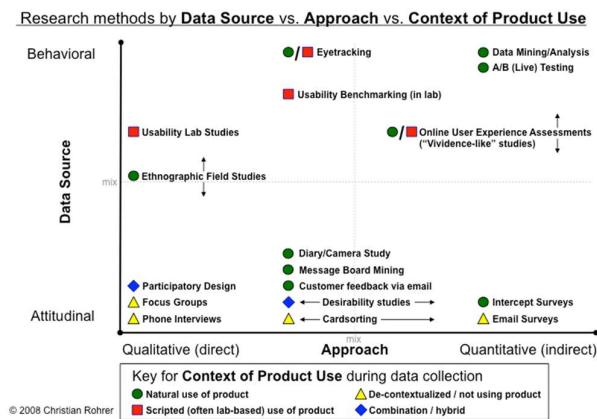 Research methods by Data Source vs. Approach vs. Context of Product Use
Behavioral
/ Eyetracking
Data Mining/Analysis
A/B (Live) Testing
Usability Benchmarking (in lab)
Usability Lab Studies
/ Online User Experience Assessments
("Vividence-like" studies)
Ethnographic Field Studies
mix
Data Source
Diary/Camera Study
Message Board Mining
Participatory Design
Customer feedback via email
Focus Groups
Desirability studies
Intercept Surveys
Phone Interviews
Cardsorting
Email Surveys
Attitudinal
mix
Qualitative (direct)
Approach
Quantitative (indirect)
Key for Context of Product Use during data collection
Natural use of product
De-contextualized / not using product
Scripted (often lab-based) use of product
Combination / hybrid
© 2008 Christian Rohrer